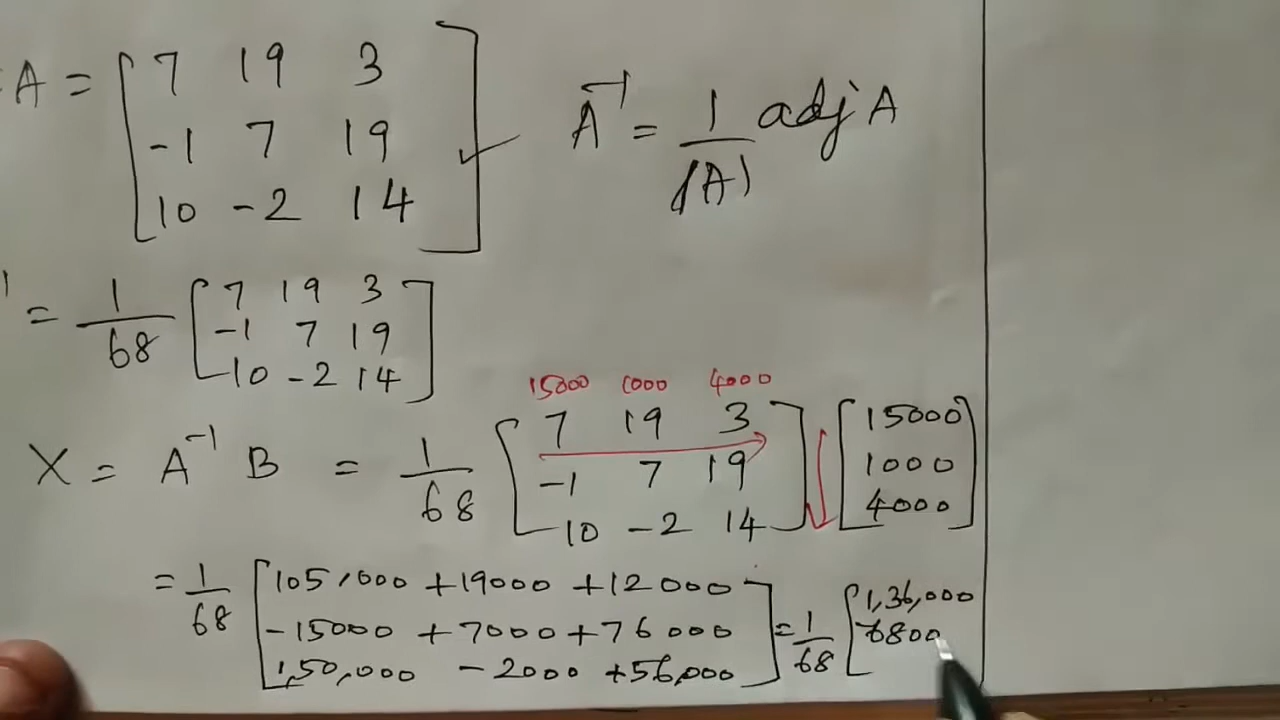 A = [ 7 19 3
-1 7 19
10 -2 14 ]
A⁻¹ = 1/|A| adj A
1 = 1/68 [ 7 19 3
-1 7 19
10 -2 14 ]
15000 1000 4000
X = A⁻¹ B = 1/68 [ 7 19 3
-1 7 19
10 -2 14 ] [ 15000
1000
4000 ]
= 1/68 [ 105,000 + 19000 + 12000
-15000 + 7000 + 76000
1,50,000 - 2000 + 56,000 ] = 1/68 [ 1,36,000
6800